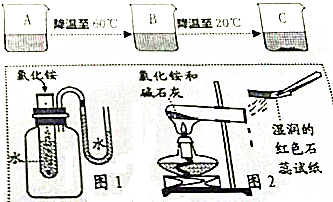 A 降温至60℃ B 降温至20℃ C
氯化铵
水
水
图1
氯化铵和
碱石灰
湿润的
红色石
蕊试纸
图2